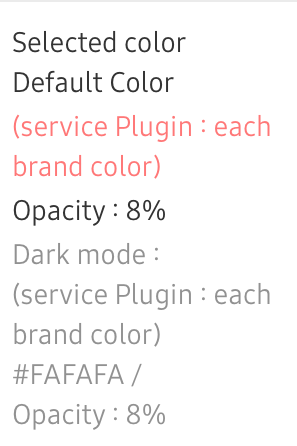 Selected color
Default Color
(service Plugin : each
brand color)
Opacity : 8%
Dark mode :
(service Plugin : each
brand color)
#FAFAFA /
Opacity : 8%